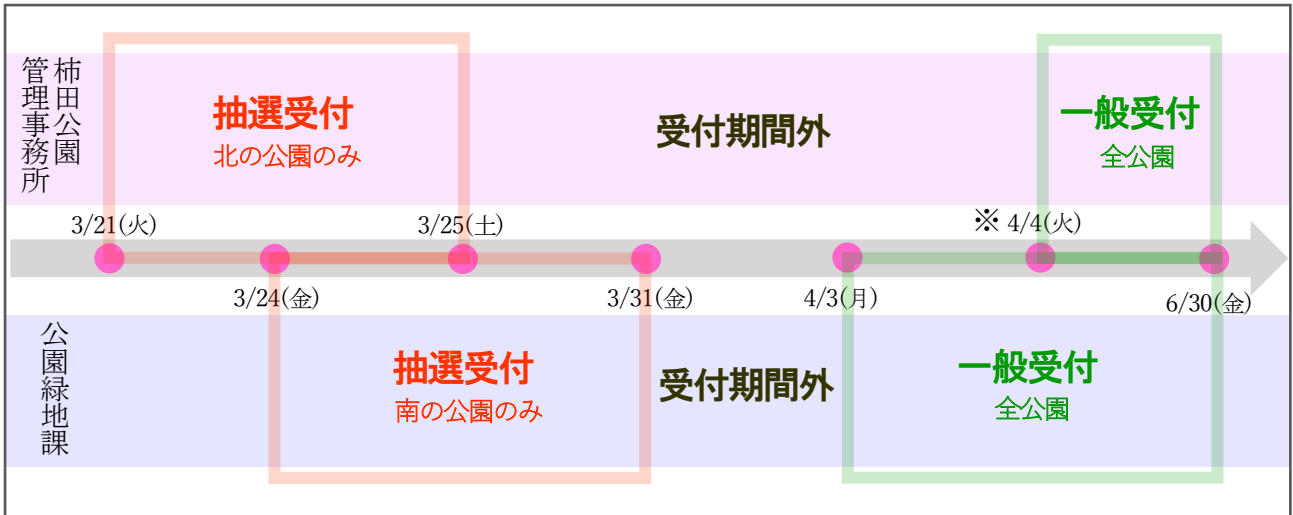 柿田公園
管理事務所
抽選受付
北の公園のみ
受付期間外
一般受付
全公園
3/21(火)
3/25(土)
※ 4/4(火)
3/24(金)
3/31(金)
4/3(月)
6/30(金)
公園緑地課
抽選受付
南の公園のみ
受付期間外
一般受付
全公園